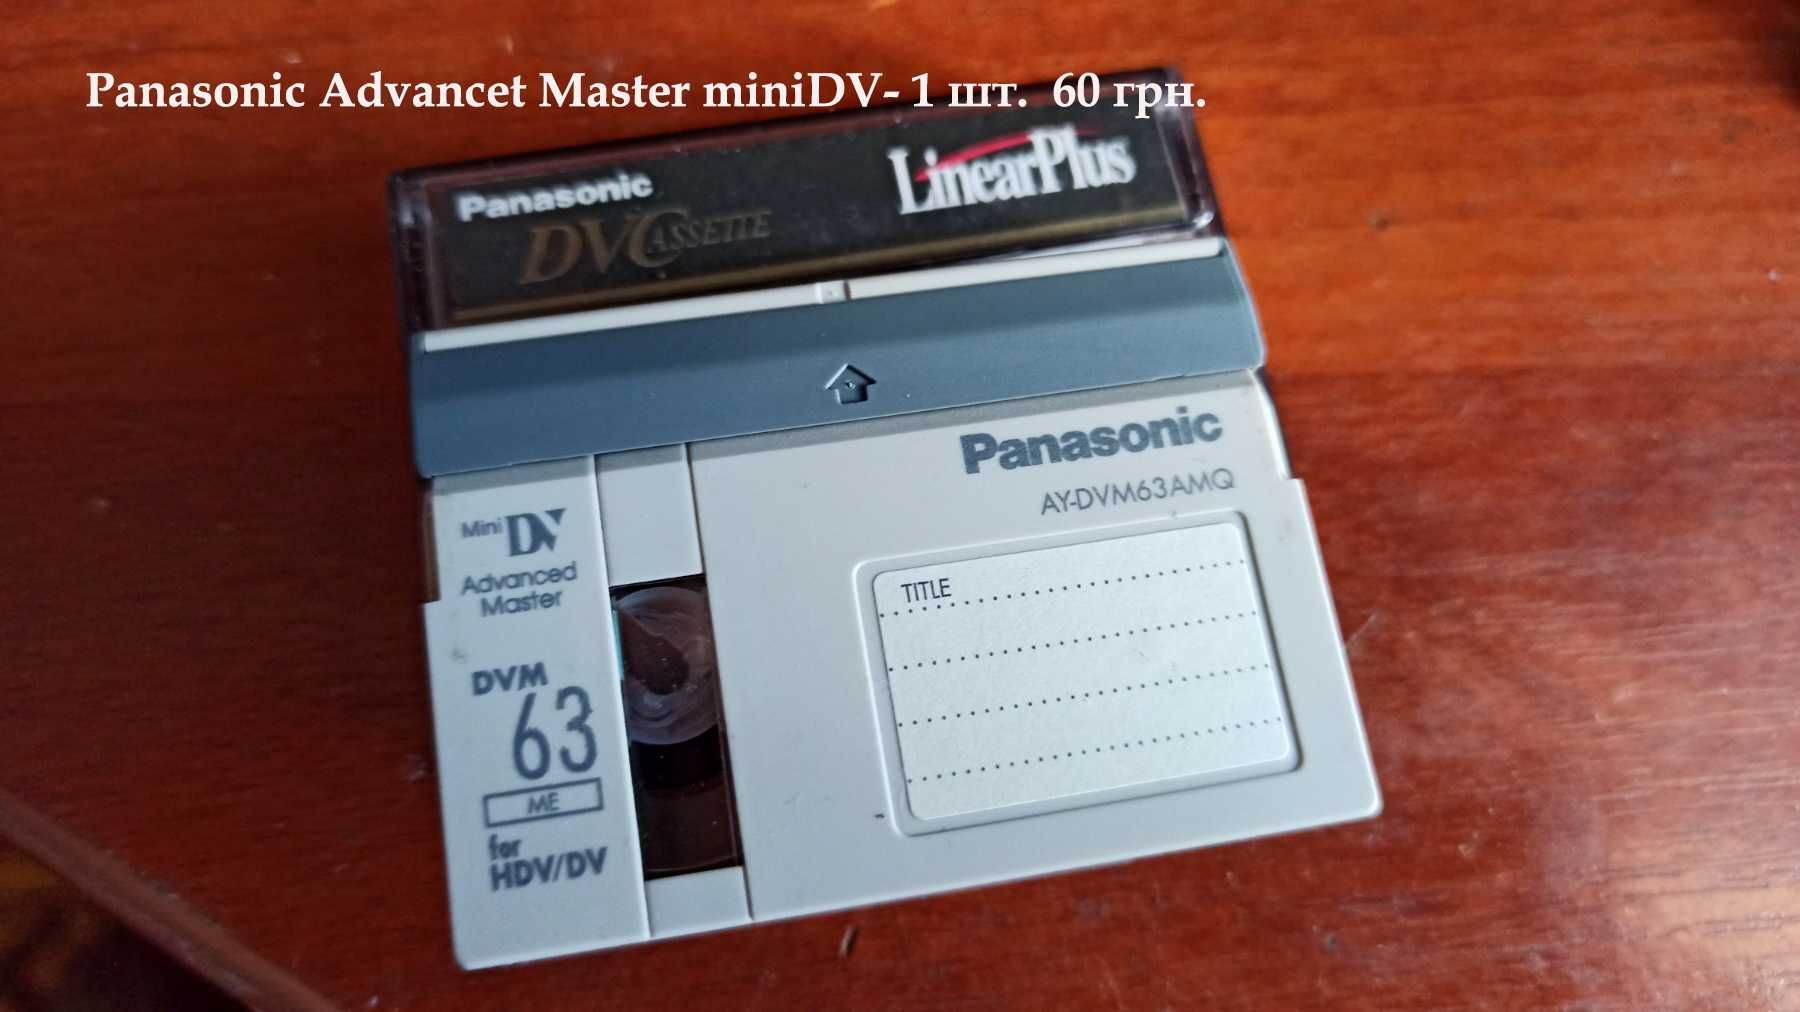 Panasonic Advancet Master miniDV- 1 шт. 60 грн.
Panasonic
LinearPlus
DVCASSETTE
Panasonic
AY-DVM63AMQ
Mini DV
Advanced
Master
DVM
63
ME
for
HDV/DV
TITLE